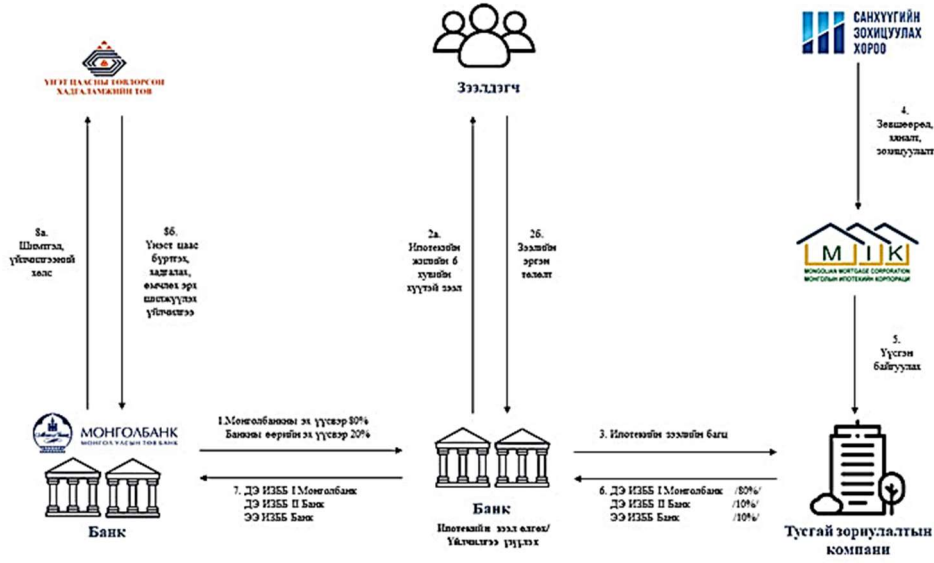 САНХҮҮГИЙН
ЗОХИЦУУЛАХ
ХОРОО
ҮНЭТ ЦААСНЫ ТӨВЛӨРСӨН
ХАДГАЛАМЖИЙН ТӨВ
Зээлдэгч
4.
Зөвшөөрөл,
хяналт,
зохицуулалт
8а.
Шимтгэл,
үйлчилгээний
хөлс
8б.
Үнэт цаас
бүртгэх,
хадгалах,
өмчлөх эрх
шилжүүлэх
үйлчилгээ
2а.
Ипотекийн
жилийн 6
хувийн
хүүтэй зээл
2б.
Зээлийн
эргэн
төлөлт
M I K
MONGOLIAN MORTGAGE CORPORATION
МОНГОЛЫН ИПОТЕКИЙН КОРПОРАЦИ
5.
Үүсгэн
байгуулах
МОНГОЛБАНК
МОНГОЛ УЛСЫН ТӨВ БАНК
1.Монголбанкны эх үүсвэр 80%
Банкны өөрийн эх үүсвэр 20%
3. Ипотекийн зээлийн багц
7. ДЭ ИЗББ I Монголбанк
ДЭ ИЗББ II Банк
ЭЭ ИЗББ Банк
6. ДЭ ИЗББ I Монголбанк /80%/
ДЭ ИЗББ II Банк /10%/
ЭЭ ИЗББ Банк /10%/
Банк
Банк
Ипотекийн зээл олгох/
Үйлчилгээ үзүүлэх
Тусгай зориулалтын
компани